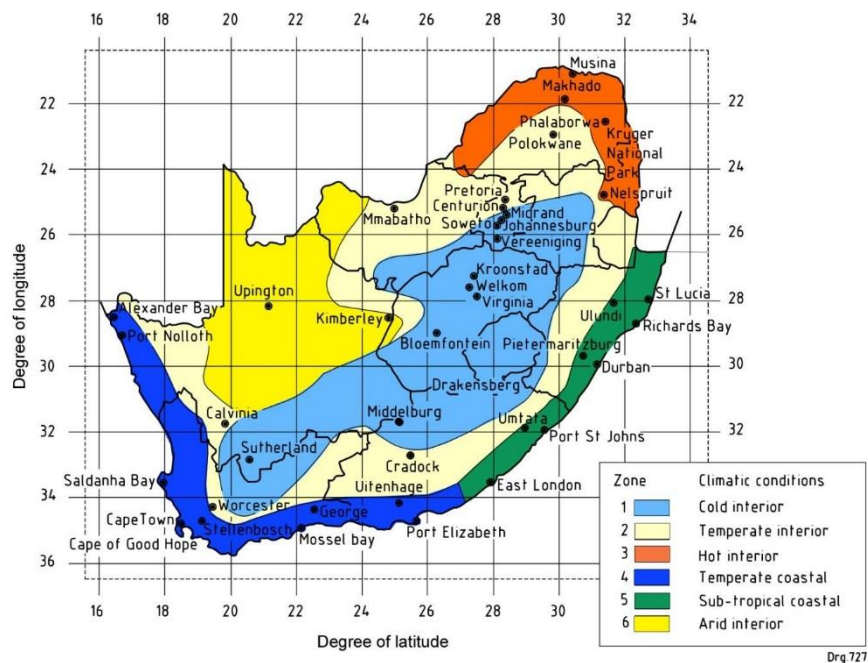 16 18 20 22 24 26 28 30 32 34
Musina
Makhado
22 22
Phalaborwa
Kruger
Polokwane
National
Park
24 24
Pretoria
Nelspruit
Centurion
Mmabatho
Midrand
Soweto
Johannesburg
26 26
Vereeniging
Kroonstad
Upington
Welkom
St Lucia
28 28
Alexander Bay
Virginia
Ulundi
Kimberley
Richards Bay
Port Nolloth
Bloemfontein
Pietermaritzburg
30 30
Durban
Drakensberg
Calvinia
Middelburg
Umtata
32 32
Port St Johns
Sutherland
Cradock
Saldanha Bay
Uitenhage
East London
34
Worcester
George
CapeTown
Stellenbosch
Port Elizabeth
Cape of Good Hope
Mossel bay
36
16 18 20 22 24 26 28 30
Degree of longitude
Degree of latitude
Zone Climatic conditions
1 Cold interior
2 Temperate interior
3 Hot interior
4 Temperate coastal
5 Sub-tropical coastal
6 Arid interior
Drg.727